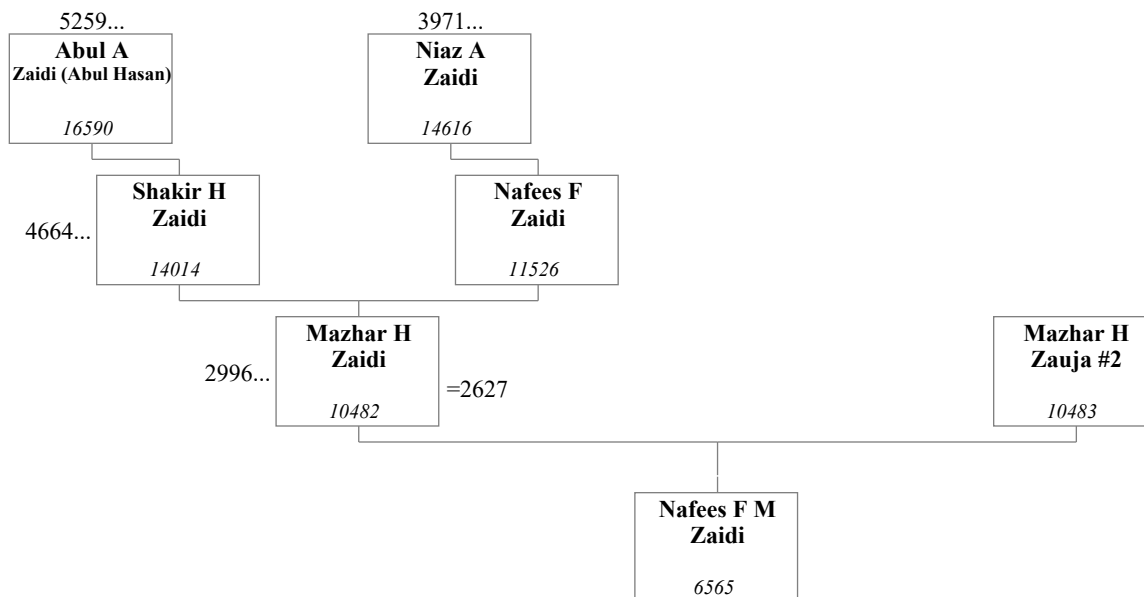 5259...
Abul A
Zaidi (Abul Hasan)
16590
3971...
Niaz A
Zaidi
14616
4664...
Shakir H
Zaidi
14014
Nafees F
Zaidi
11526
2996...
Mazhar H
Zaidi
10482
=2627
Mazhar H
Zauja #2
10483
Nafees F M
Zaidi
6565